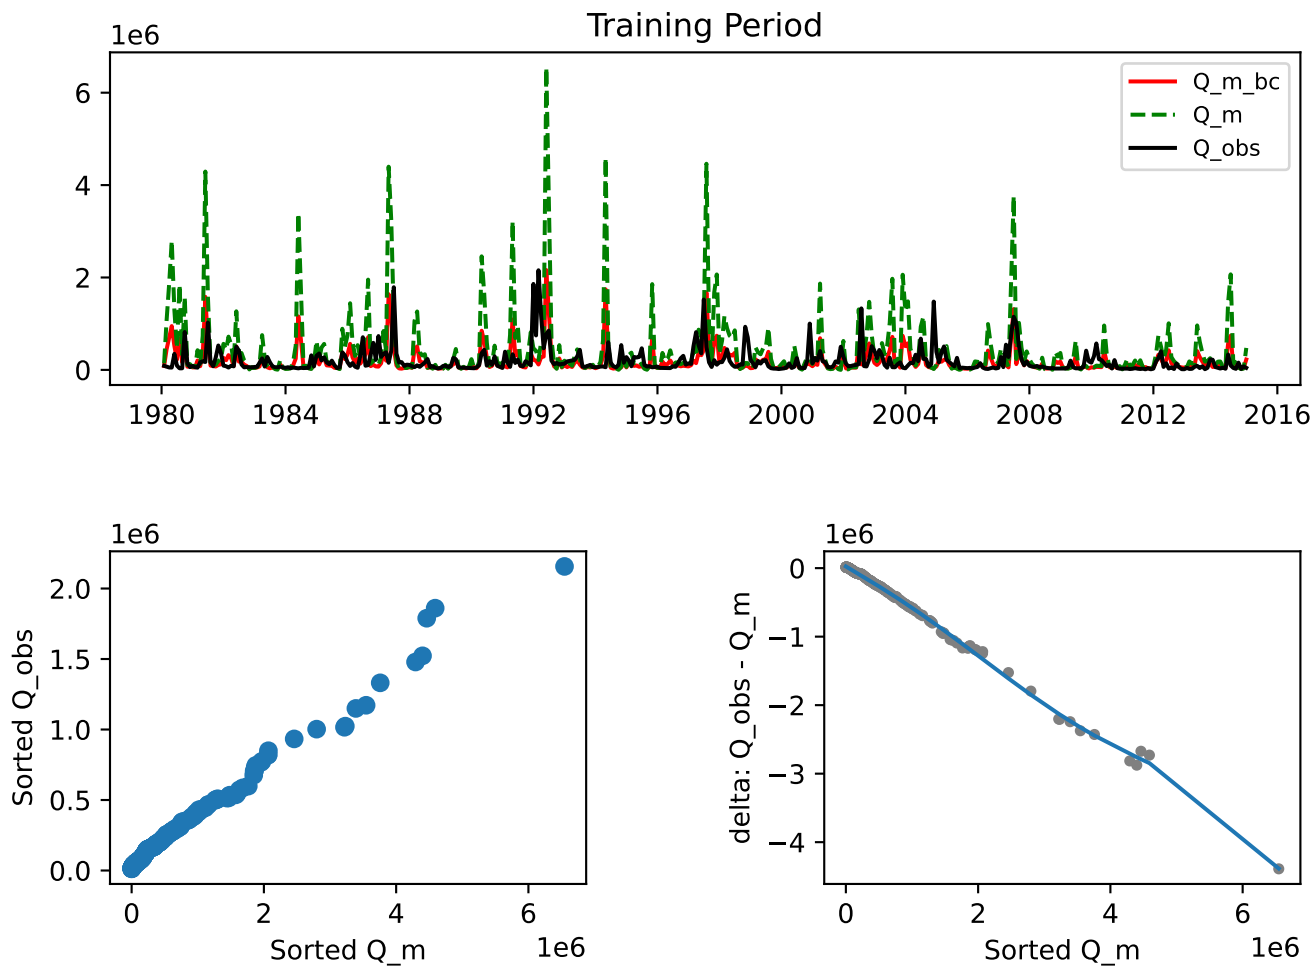 Training Period
1e6
6
4
2
0
Q_m_bc
Q_m
Q_obs
1980 1984 1988 1992 1996 2000 2004 2008 2012 2016
1e6
2.0
1.5
1.0
0.5
0.0
Sorted Q_obs
0 2 4 6
1e6
Sorted Q_m
1e6
0
−1
−2
−3
−4
delta: Q_obs - Q_m
0 2 4 6
1e6
Sorted Q_m